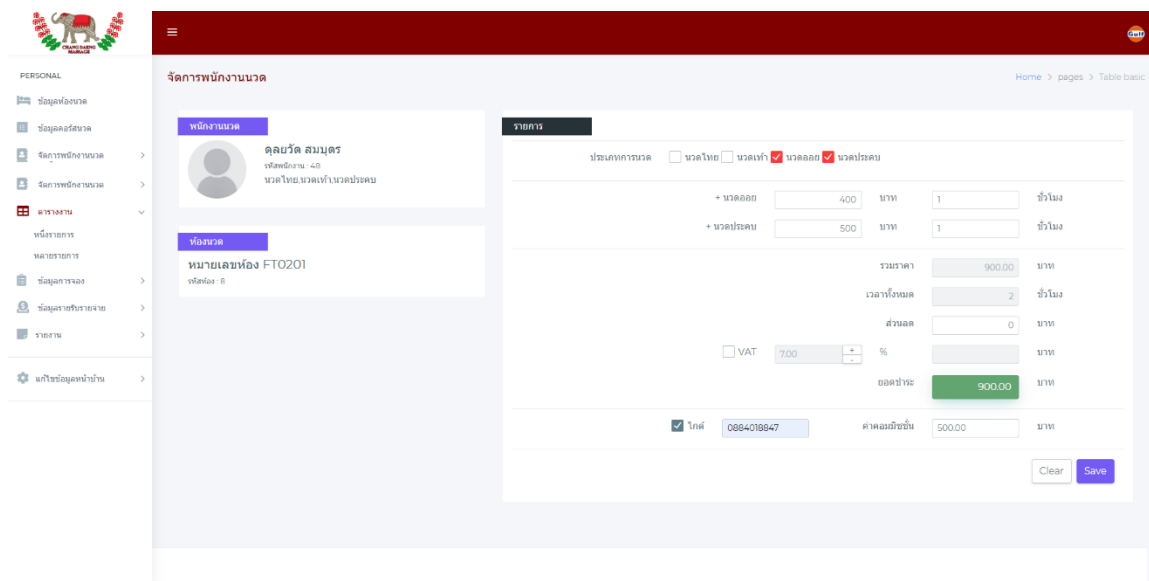 CHANG DAENG
MASSAGE
Gulf
PERSONAL
ข้อมูลห้องนวด
ข้อมูลคอร์สนวด
จัดการพนักงานนวด
จัดการพนักงานนวด
ตารางงาน
หนึ่งรายการ
หลายรายการ
ข้อมูลการจอง
ข้อมูลรายรับรายจ่าย
รายงาน
แก้ไขข้อมูลหน้าบ้าน
จัดการพนักงานนวด
Home > pages > Table basic
พนักงานนวด
ดุลยวัต สมบุตร
รหัสพนักงาน : 48
นวดไทย,นวดเท้า,นวดประคบ
ห้องนวด
หมายเลขห้อง FT0201
รหัสห้อง : 8
รายการ
ประเภทการนวด นวดไทย นวดเท้า นวดออย นวดประคบ
+ นวดออย 400 บาท 1 ชั่วโมง
+ นวดประคบ 500 บาท 1 ชั่วโมง
รวมราคา 900.00 บาท
เวลาทั้งหมด 2 ชั่วโมง
ส่วนลด 0 บาท
VAT 7.00 + - % บาท
ยอดชำระ 900.00 บาท
ไกด์ 0884018847 ค่าคอมมิชชั่น 500.00 บาท
Clear Save